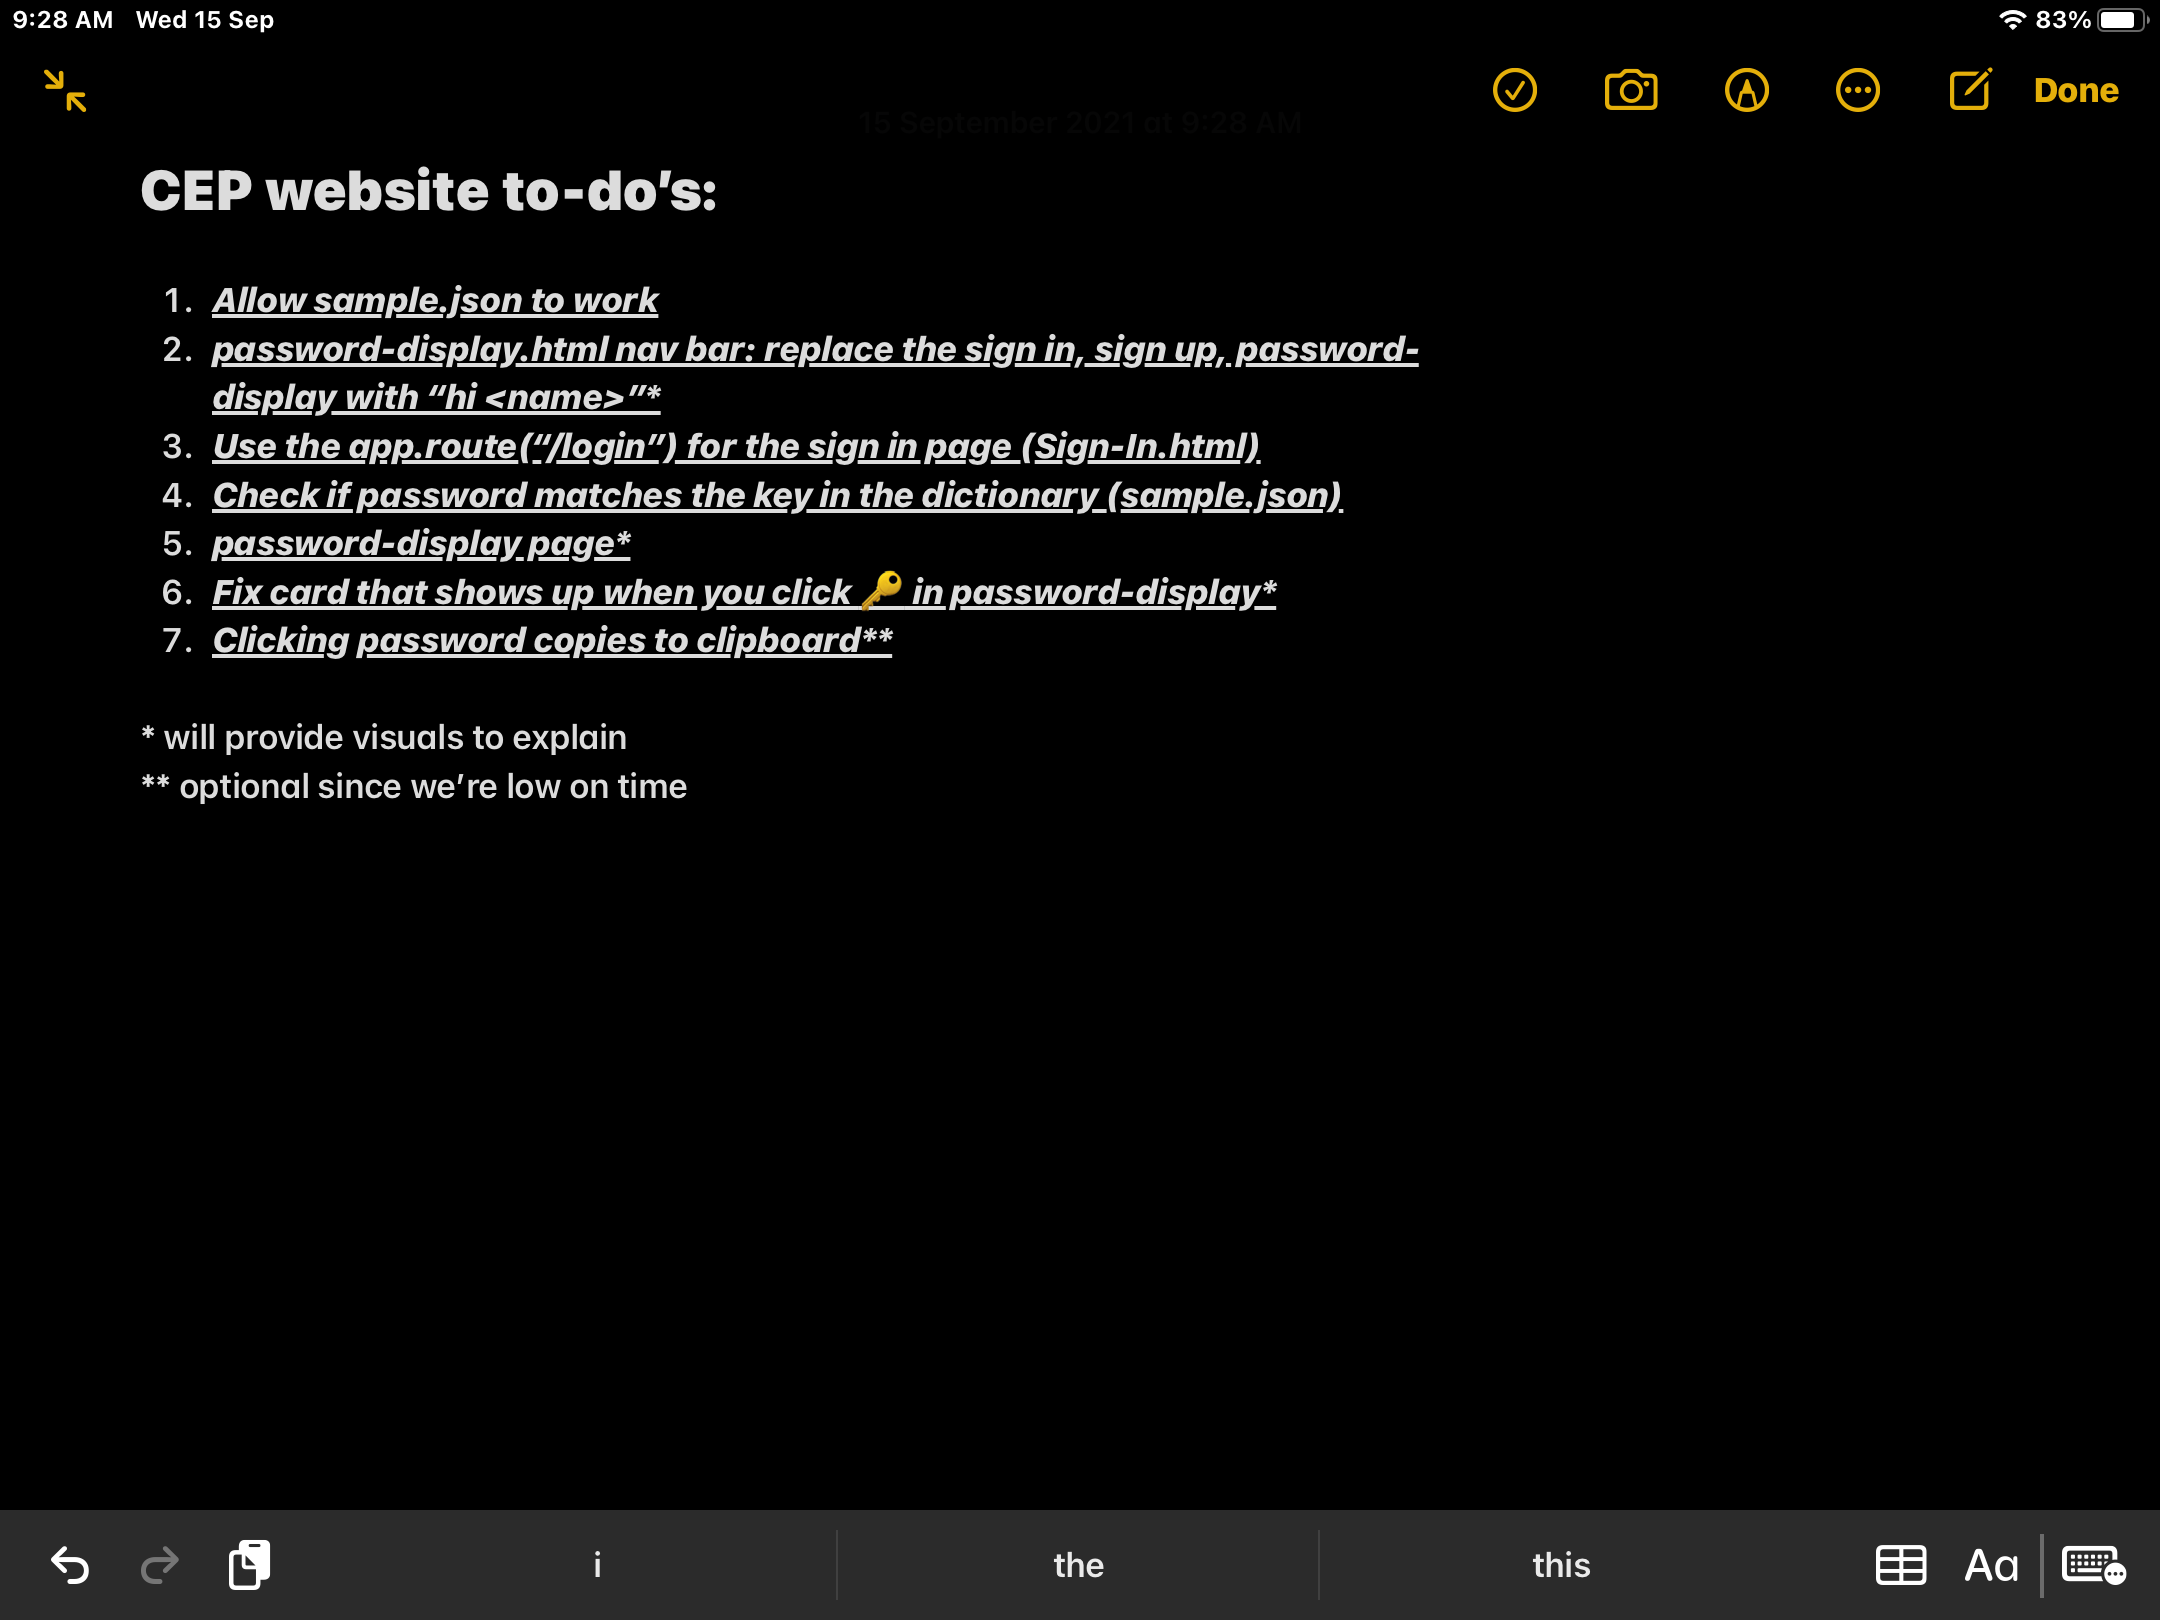 9:28 AM Wed 15 Sep 83%
Done
15 September 2021 at 9:28 AM
CEP website to-do’s:
1. Allow sample.json to work
2. password-display.html nav bar: replace the sign in, sign up, password-
display with “hi <name>”*
3. Use the app.route(“/login”) for the sign in page (Sign-In.html)
4. Check if password matches the key in the dictionary (sample.json)
5. password-display page*
6. Fix card that shows up when you click 🔑 in password-display*
7. Clicking password copies to clipboard**
* will provide visuals to explain
** optional since we’re low on time
i the this Aa